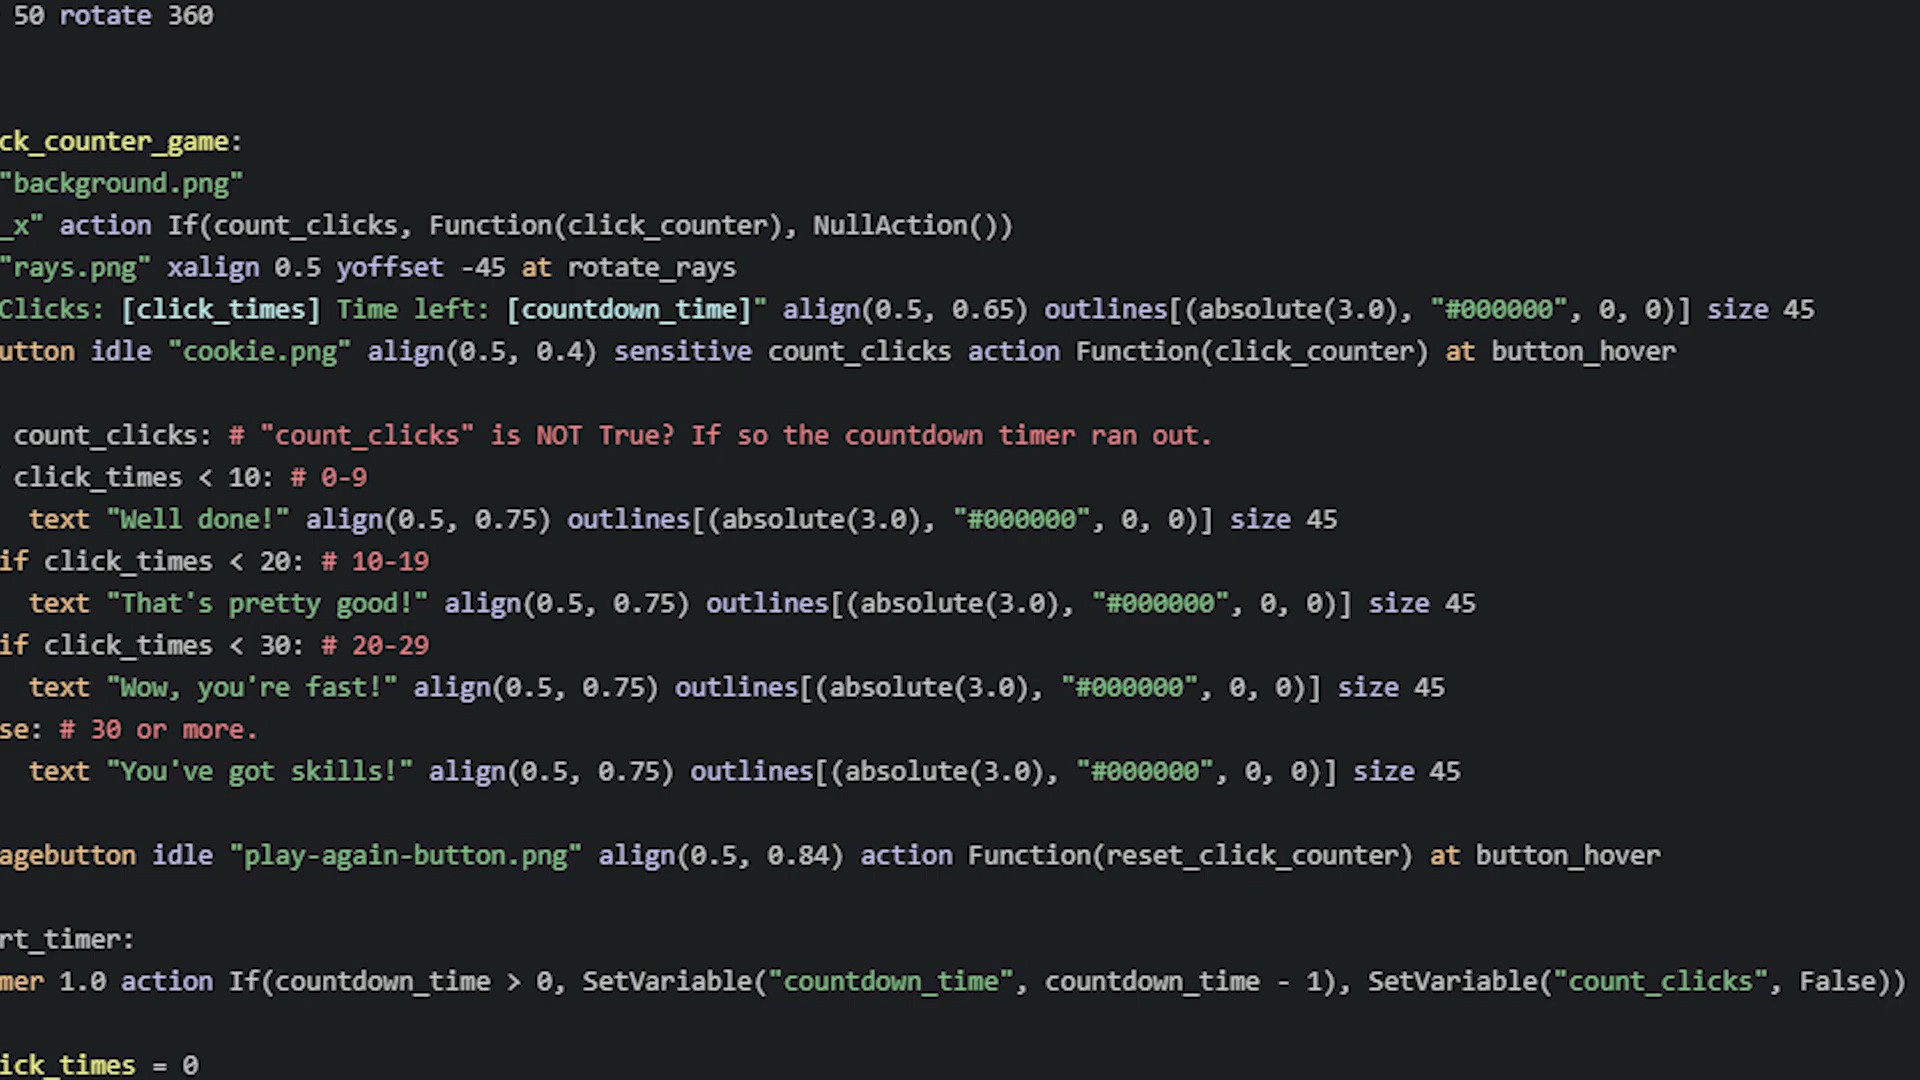 50 rotate 360
ck_counter_game:
"background.png"
_x" action If(count_clicks, Function(click_counter), NullAction())
"rays.png" xalign 0.5 yoffset -45 at rotate_rays
Clicks: [click_times] Time left: [countdown_time]" align(0.5, 0.65) outlines[(absolute(3.0), "#000000", 0, 0)] size 45
utton idle "cookie.png" align(0.5, 0.4) sensitive count_clicks action Function(click_counter) at button_hover
count_clicks: # "count_clicks" is NOT True? If so the countdown timer ran out.
click_times < 10: # 0-9
text "Well done!" align(0.5, 0.75) outlines[(absolute(3.0), "#000000", 0, 0)] size 45
if click_times < 20: # 10-19
text "That's pretty good!" align(0.5, 0.75) outlines[(absolute(3.0), "#000000", 0, 0)] size 45
if click_times < 30: # 20-29
text "Wow, you're fast!" align(0.5, 0.75) outlines[(absolute(3.0), "#000000", 0, 0)] size 45
se: # 30 or more.
text "You've got skills!" align(0.5, 0.75) outlines[(absolute(3.0), "#000000", 0, 0)] size 45
agebutton idle "play-again-button.png" align(0.5, 0.84) action Function(reset_click_counter) at button_hover
rt_timer:
mer 1.0 action If(countdown_time > 0, SetVariable("countdown_time", countdown_time - 1), SetVariable("count_clicks", False))
ick_times = 0